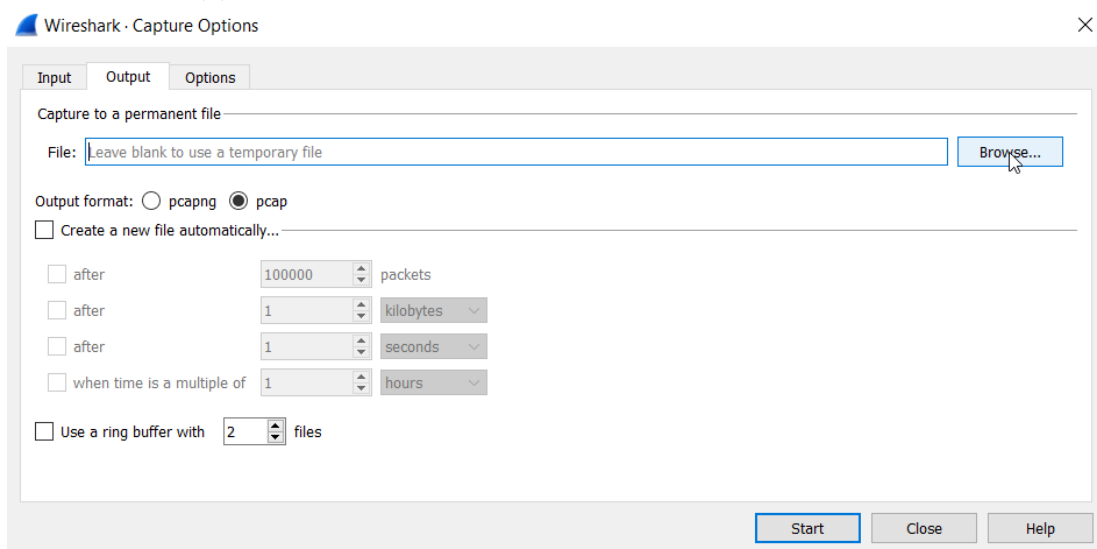 Wireshark · Capture Options
Input Output Options
Capture to a permanent file
File: Leave blank to use a temporary file Browse...
Output format: pcapng pcap
Create a new file automatically...
after 100000 packets
after 1 kilobytes
after 1 seconds
when time is a multiple of 1 hours
Use a ring buffer with 2 files
Start Close Help